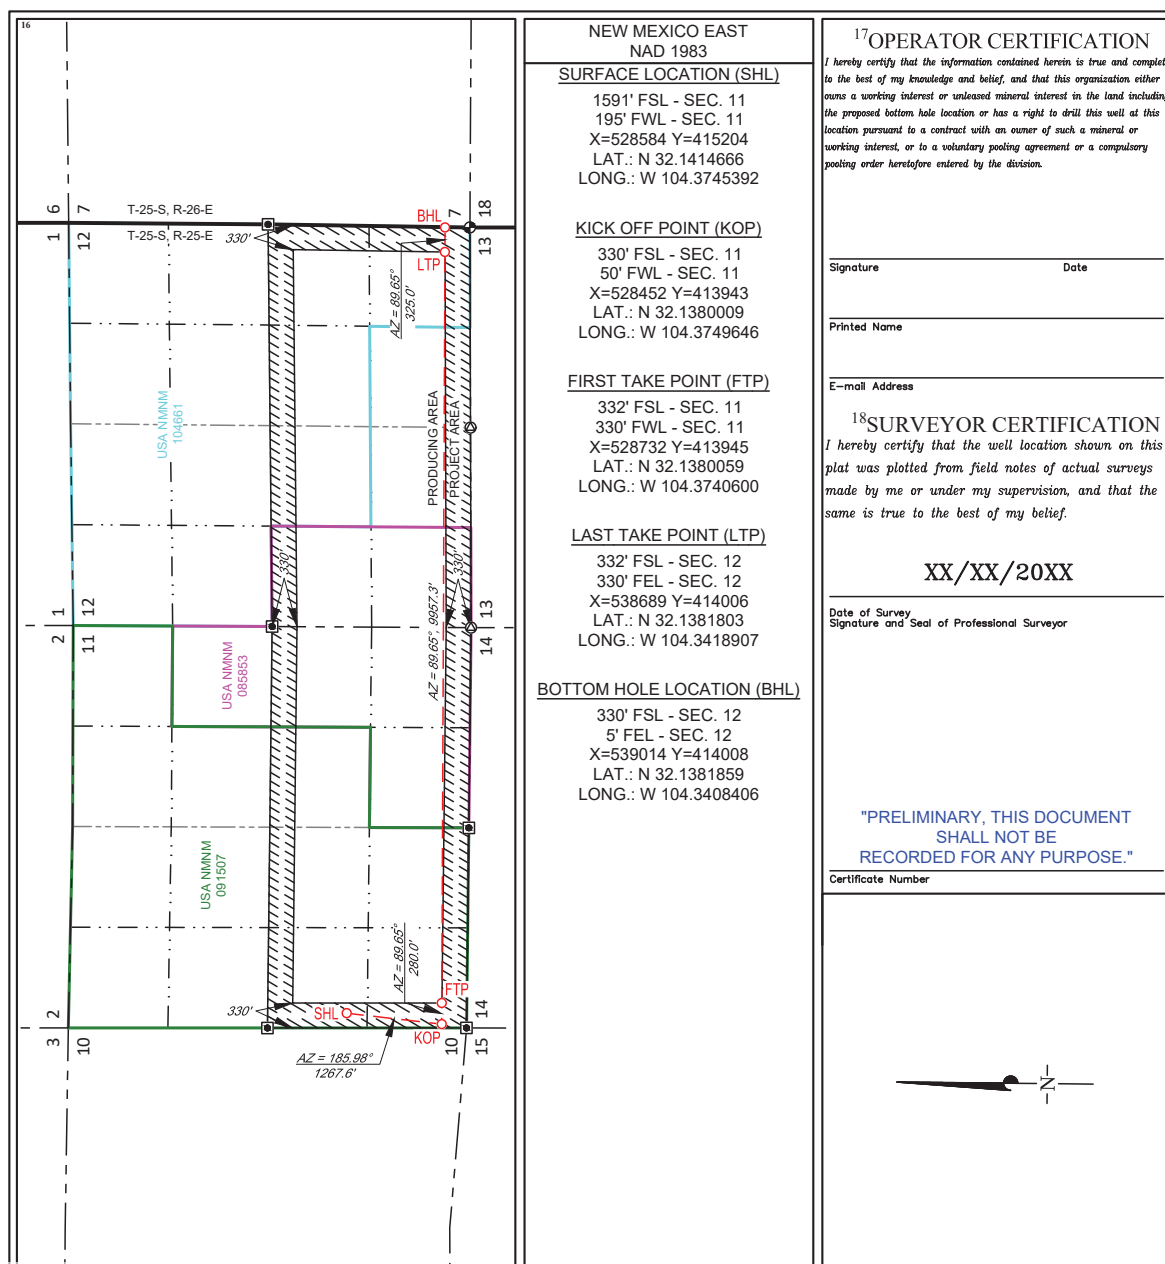 16
6
7
T-25-S, R-26-E
BHL
7
18
1
12
T-25-S, R-25-E
330'
13
LTP
AZ = 89.65°
325.0'
USA NMNM
104661
PRODUCING AREA
PROJECT AREA
330'
330'
AZ = 89.65°, 9957.3'
1
12
13
2
11
14
USA NMNM
085853
USA NMNM
091507
AZ = 89.65°
280.0'
FTP
2
330'
SHL
14
3
10
KOP
10
15
AZ = 185.98°
1267.6'
NEW MEXICO EAST
NAD 1983
SURFACE LOCATION (SHL)
1591' FSL - SEC. 11
195' FWL - SEC. 11
X=528584 Y=415204
LAT.: N 32.1414666
LONG.: W 104.3745392
KICK OFF POINT (KOP)
330' FSL - SEC. 11
50' FWL - SEC. 11
X=528452 Y=413943
LAT.: N 32.1380009
LONG.: W 104.3749646
FIRST TAKE POINT (FTP)
332' FSL - SEC. 11
330' FWL - SEC. 11
X=528732 Y=413945
LAT.: N 32.1380059
LONG.: W 104.3740600
LAST TAKE POINT (LTP)
332' FSL - SEC. 12
330' FEL - SEC. 12
X=538689 Y=414006
LAT.: N 32.1381803
LONG.: W 104.3418907
BOTTOM HOLE LOCATION (BHL)
330' FSL - SEC. 12
5' FEL - SEC. 12
X=539014 Y=414008
LAT.: N 32.1381859
LONG.: W 104.3408406
17OPERATOR CERTIFICATION
I hereby certify that the information contained herein is true and complet
to the best of my knowledge and belief, and that this organization either
owns a working interest or unleased mineral interest in the land including
the proposed bottom hole location or has a right to drill this well at this
location pursuant to a contract with an owner of such a mineral or
working interest, or to a voluntary pooling agreement or a compulsory
pooling order heretofore entered by the division.
Signature Date
Printed Name
E-mail Address
18SURVEYOR CERTIFICATION
I hereby certify that the well location shown on this
plat was plotted from field notes of actual surveys
made by me or under my supervision, and that the
same is true to the best of my belief.
XX/XX/20XX
Date of Survey
Signature and Seal of Professional Surveyor
"PRELIMINARY, THIS DOCUMENT
SHALL NOT BE
RECORDED FOR ANY PURPOSE."
Certificate Number
N